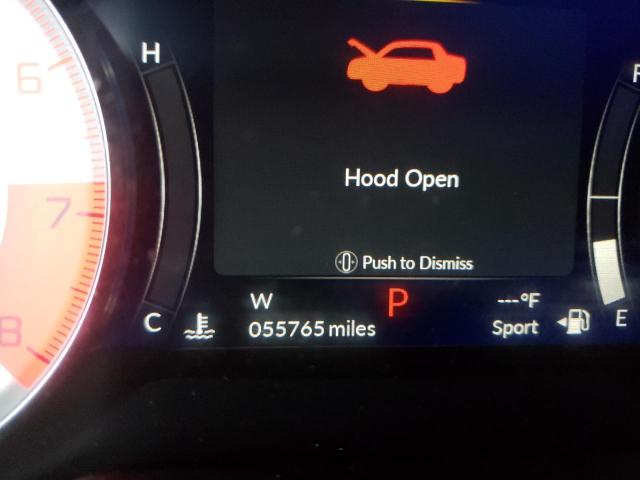 6
7
8
H
C
Hood Open
Push to Dismiss
W
P
---°F
055765 miles
Sport
F
E